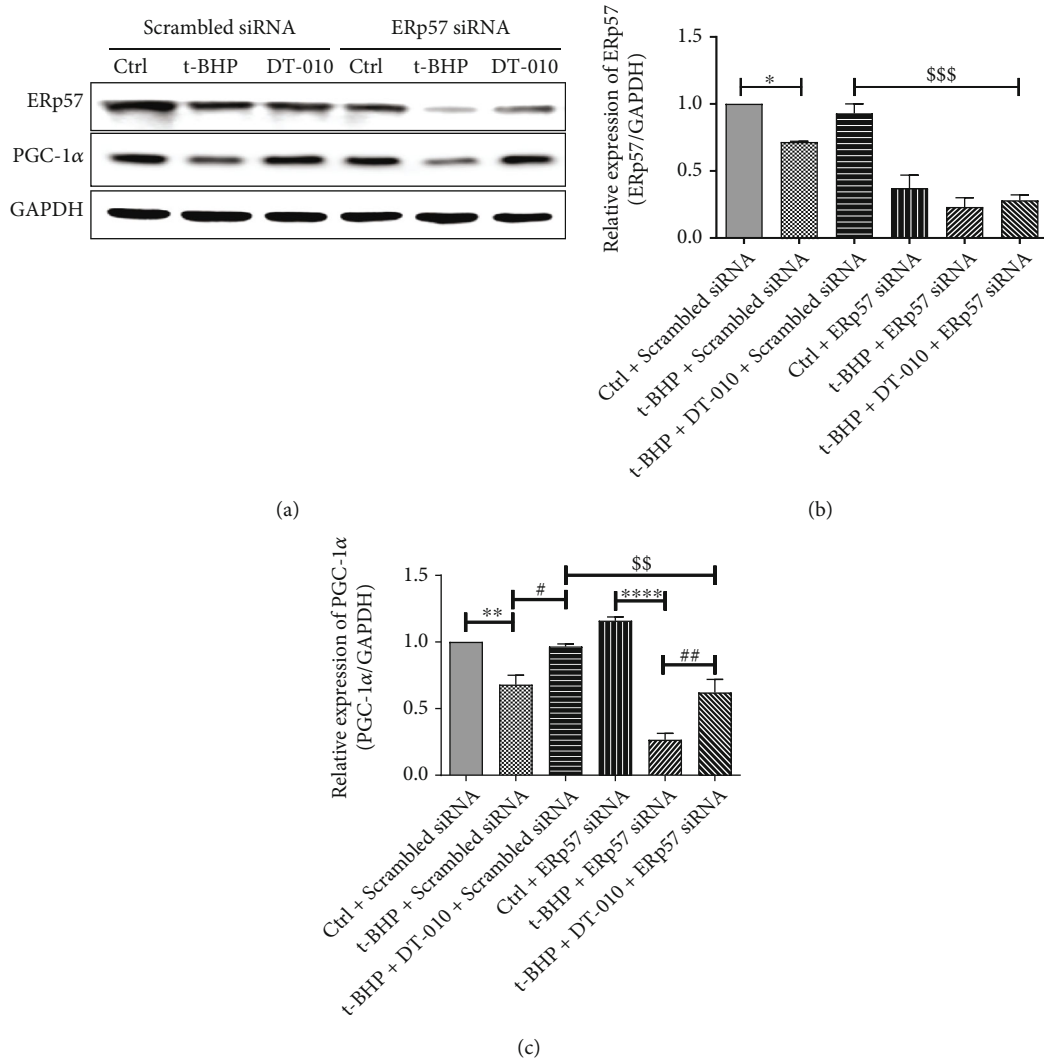 Scrambled siRNA ERp57 siRNA
Ctrl t-BHP DT-010 Ctrl t-BHP DT-010
ERp57
PGC-1α
GAPDH
(a)
Relative expression of ERp57
(ERp57/GAPDH)
1.5
1.0
0.5
0.0
*
$$$
Ctrl + Scrambled siRNA
t-BHP + Scrambled siRNA
t-BHP + DT-010 + Scrambled siRNA
Ctrl + ERp57 siRNA
t-BHP + ERp57 siRNA
t-BHP + DT-010 + ERp57 siRNA
(b)
Relative expression of PGC-1α
(PGC-1α/GAPDH)
1.5
1.0
0.5
0.0
**
#
$$
****
##
Ctrl + Scrambled siRNA
t-BHP + Scrambled siRNA
t-BHP + DT-010 + Scrambled siRNA
Ctrl + ERp57 siRNA
t-BHP + ERp57 siRNA
t-BHP + DT-010 + ERp57 siRNA
(c)